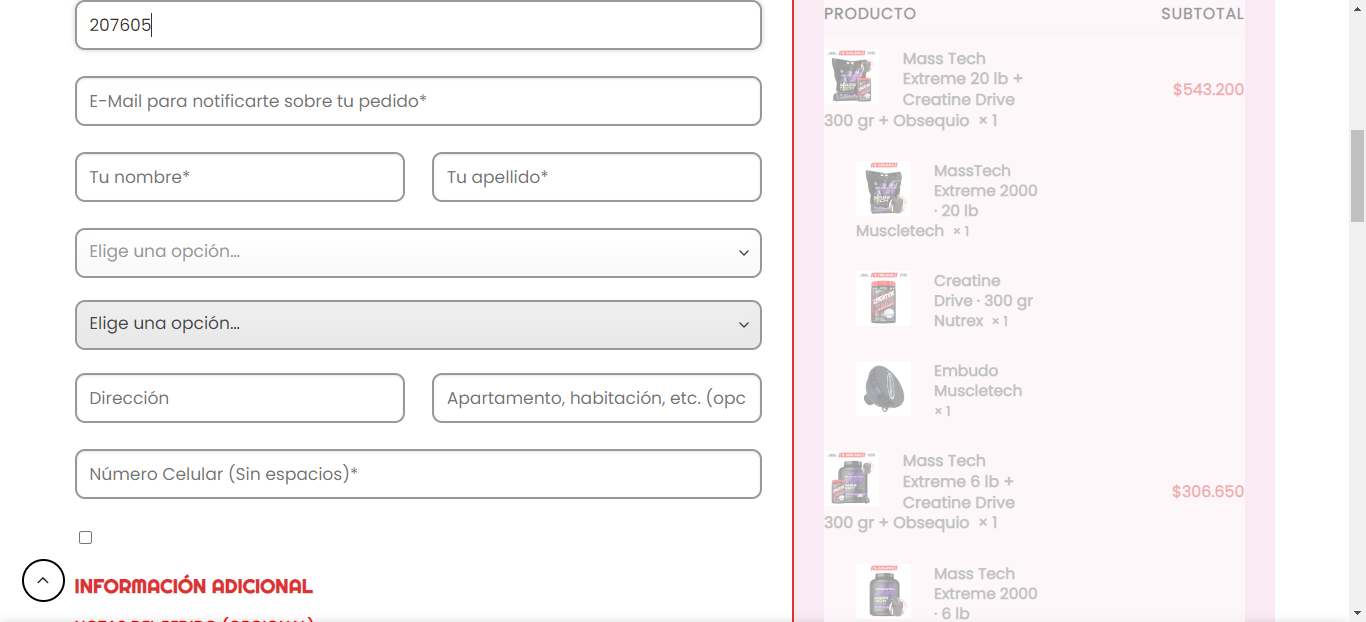 207605
E-Mail para notificarte sobre tu pedido*
Tu nombre*
Tu apellido*
Elige una opción...
Elige una opción...
Dirección
Apartamento, habitación, etc. (opc
Número Celular (Sin espacios)*
INFORMACIÓN ADICIONAL
NOTAS DEL PEDIDO (OPCIONAL)
PRODUCTO
SUBTOTAL
Mass Tech
Extreme 20 lb +
Creatine Drive
300 gr + Obsequio × 1
$543.200
MassTech
Extreme 2000
· 20 lb
Muscletech × 1
Creatine
Drive · 300 gr
Nutrex × 1
Embudo
Muscletech
× 1
Mass Tech
Extreme 6 lb +
Creatine Drive
300 gr + Obsequio × 1
$306.650
Mass Tech
Extreme 2000
· 6 lb